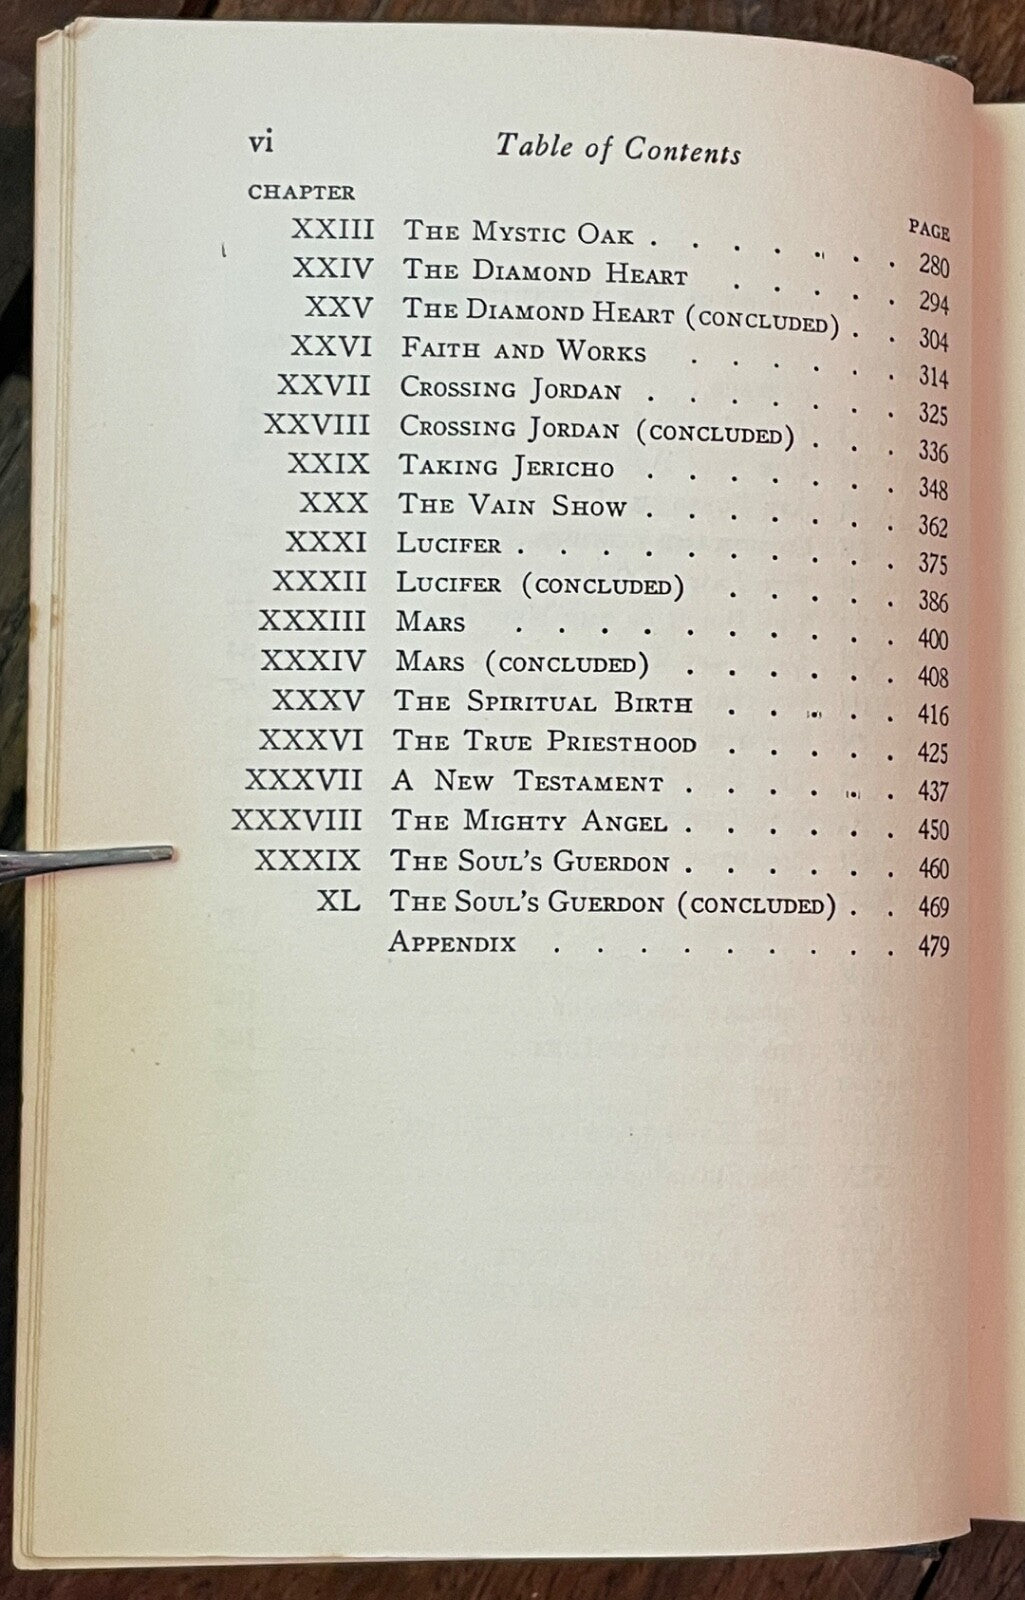 vi Table of Contents
CHAPTER PAGE
XXIII The Mystic Oak . . . . . . . 280
XXIV The Diamond Heart . . . . . 294
XXV The Diamond Heart (concluded) . . 304
XXVI Faith and Works . . . . . . 314
XXVII Crossing Jordan . . . . . . . 325
XXVIII Crossing Jordan (concluded) . . . 336
XXIX Taking Jericho . . . . . . . 348
XXX The Vain Show . . . . . . . 362
XXXI Lucifer . . . . . . . . . . 375
XXXII Lucifer (concluded) . . . . . 386
XXXIII Mars . . . . . . . . . . 400
XXXIV Mars (concluded) . . . . . . 408
XXXV The Spiritual Birth . . . . . 416
XXXVI The True Priesthood . . . . . 425
XXXVII A New Testament . . . . . . 437
XXXVIII The Mighty Angel . . . . . . 450
XXXIX The Soul's Guerdon . . . . . . 460
XL The Soul's Guerdon (concluded) . . 469
Appendix . . . . . . . . . 479